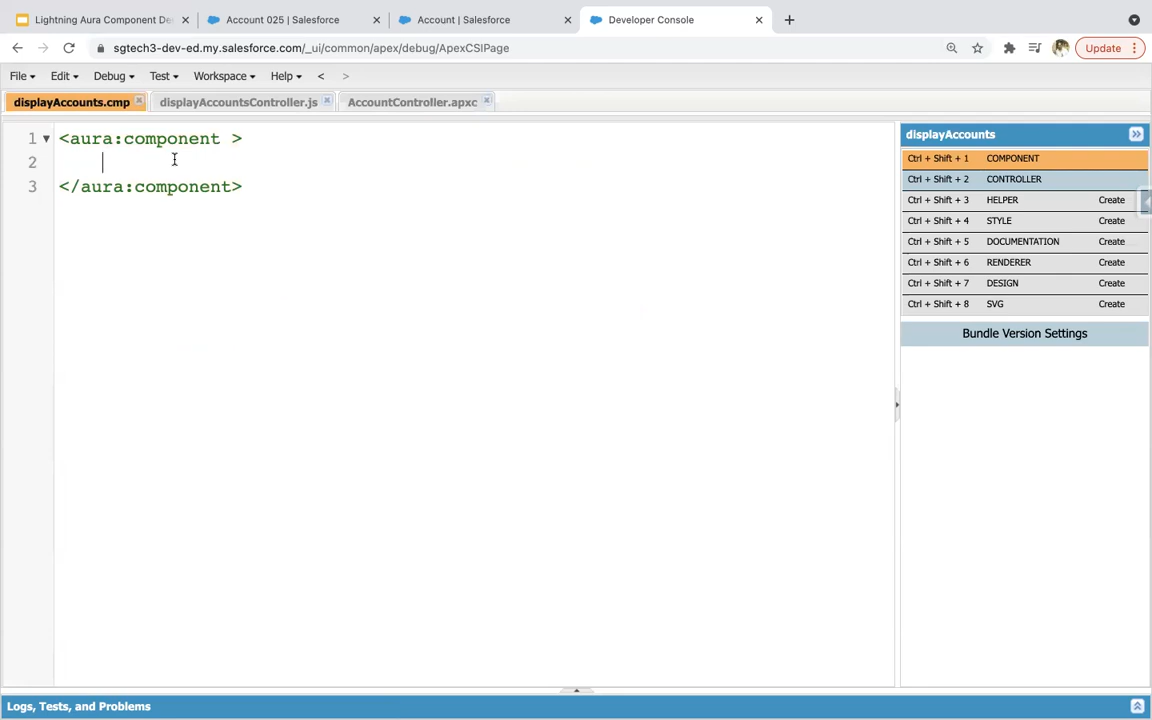 Lightning Aura Component De
Account 025 | Salesforce
Account | Salesforce
Developer Console
sgtech3-dev-ed.my.salesforce.com/_ui/common/apex/debug/ApexCSIPage
Update
File Edit Debug Test Workspace Help < >
displayAccounts.cmp
displayAccountsController.js
AccountController.apxc
1 <aura:component >
2
3 </aura:component>
displayAccounts
Ctrl + Shift + 1 COMPONENT
Ctrl + Shift + 2 CONTROLLER
Ctrl + Shift + 3 HELPER Create
Ctrl + Shift + 4 STYLE Create
Ctrl + Shift + 5 DOCUMENTATION Create
Ctrl + Shift + 6 RENDERER Create
Ctrl + Shift + 7 DESIGN Create
Ctrl + Shift + 8 SVG Create
Bundle Version Settings
Logs, Tests, and Problems